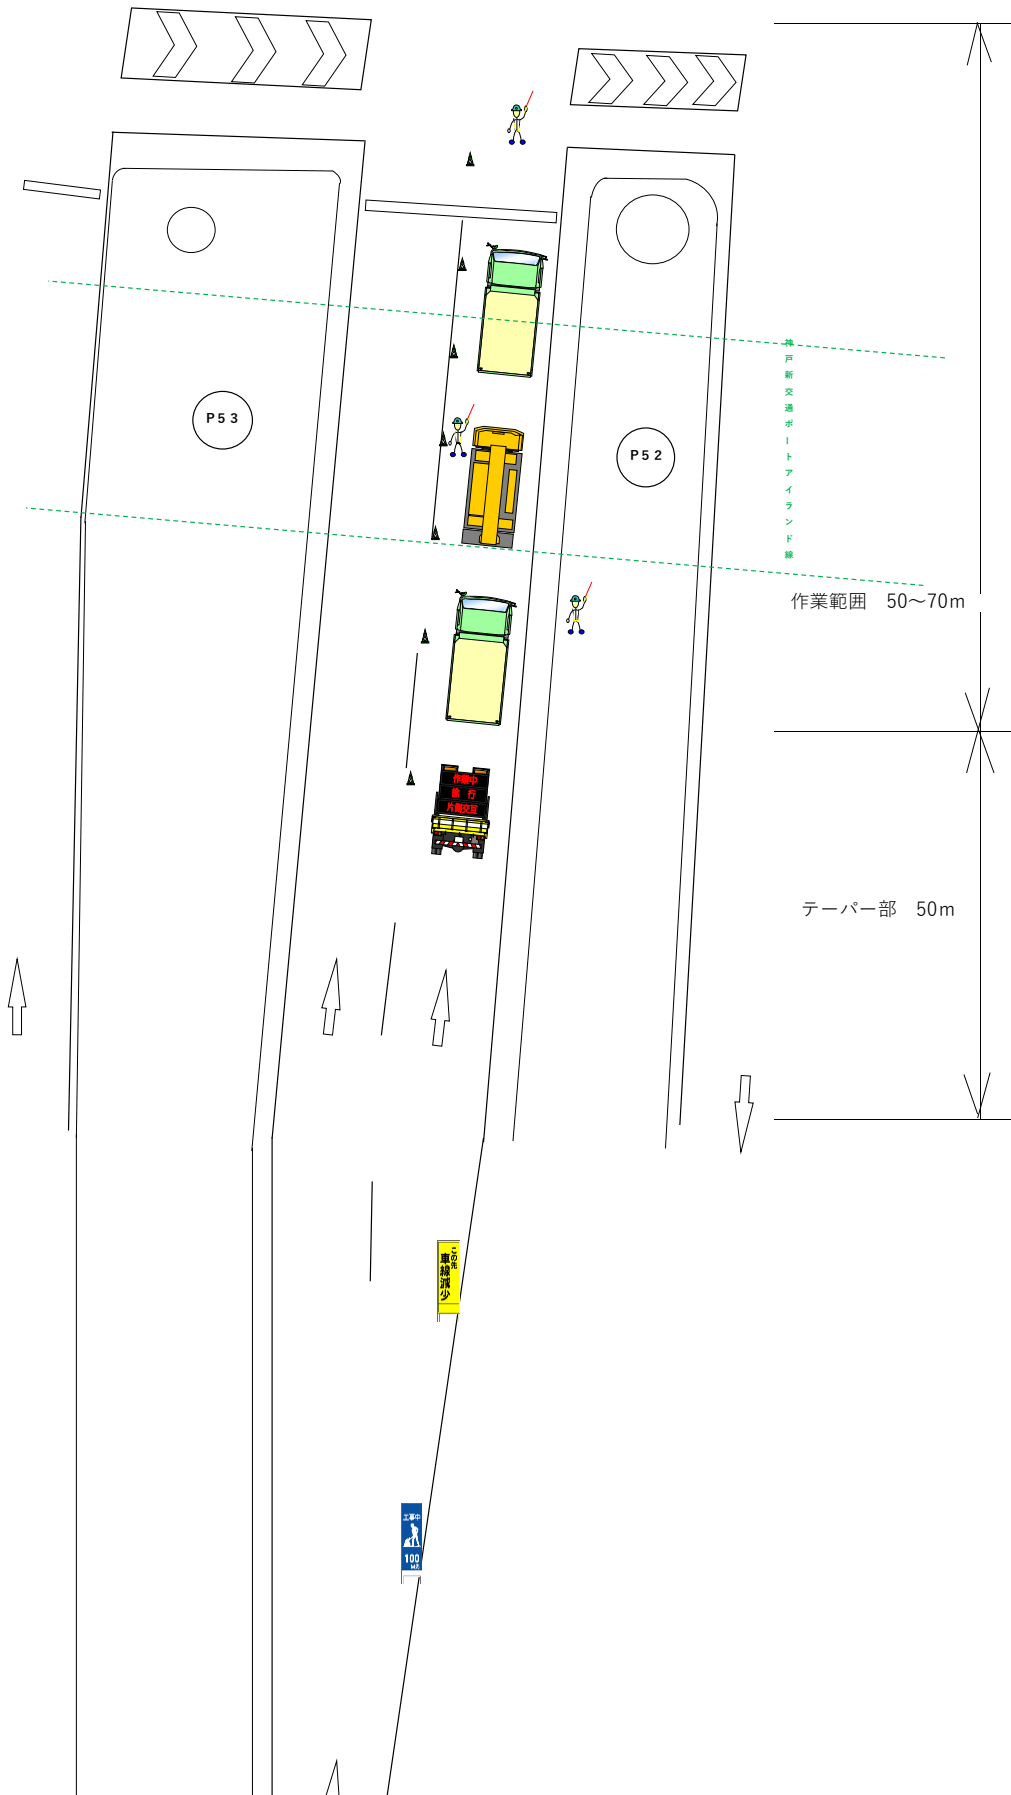 P53
P52
神戸新交通ポートアイランド線
作業範囲　50〜70m
作業中
徐 行
片側交互
テーパー部　50m
この先
車線減少
工事中
100
M先